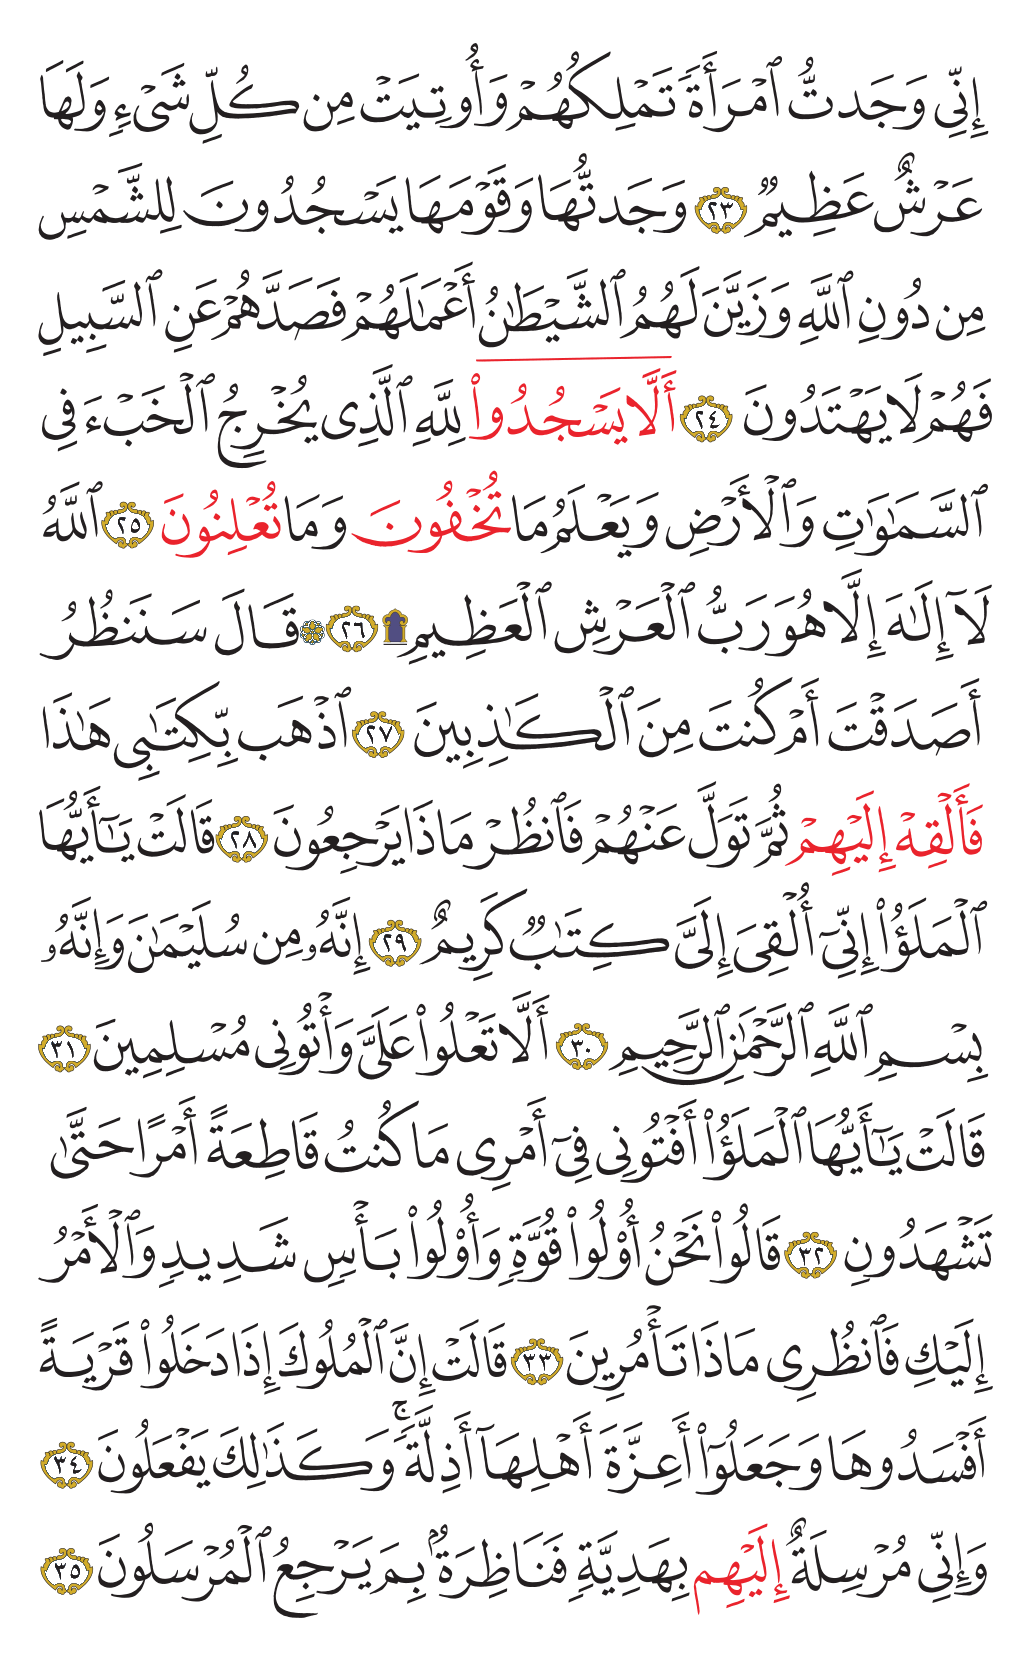 إِنِّي وَجَدتُّ ٱمْرَأَةً تَمْلِكُهُمْ وَأُوتِيَتْ مِن كُلِّ شَىْءٍ وَلَهَا
عَرْشٌ عَظِيمٌ ٢٣ وَجَدتُّهَا وَقَوْمَهَا يَسْجُدُونَ لِلشَّمْسِ
مِن دُونِ ٱللَّهِ وَزَيَّنَ لَهُمُ ٱلشَّيْطَٰنُ أَعْمَٰلَهُمْ فَصَدَّهُمْ عَنِ ٱلسَّبِيلِ
فَهُمْ لَا يَهْتَدُونَ ٢٤ أَلَّا يَسْجُدُوا۟ لِلَّهِ ٱلَّذِى يُخْرِجُ ٱلْخَبْءَ فِى
ٱلسَّمَٰوَٰتِ وَٱلْأَرْضِ وَيَعْلَمُ مَا تُخْفُونَ وَمَا تُعْلِنُونَ ٢٥ ٱللَّهُ
لَآ إِلَٰهَ إِلَّا هُوَ رَبُّ ٱلْعَرْشِ ٱلْعَظِيمِ ۩ ٢٦ ۞ قَالَ سَنَنظُرُ
أَصَدَقْتَ أَمْ كُنتَ مِنَ ٱلْكَٰذِبِينَ ٢٧ ٱذْهَب بِّكِتَٰبِى هَٰذَا
فَأَلْقِهْ إِلَيْهِمْ ثُمَّ تَوَلَّ عَنْهُمْ فَٱنظُرْ مَاذَا يَرْجِعُونَ ٢٨ قَالَتْ يَٰٓأَيُّهَا
ٱلْمَلَؤُا۟ إِنِّىٓ أُلْقِىَ إِلَىَّ كِتَٰبٌ كَرِيمٌ ٢٩ إِنَّهُۥ مِن سُلَيْمَٰنَ وَإِنَّهُۥ
بِسْمِ ٱللَّهِ ٱلرَّحْمَٰنِ ٱلرَّحِيمِ ٣٠ أَلَّا تَعْلُوا۟ عَلَىَّ وَأْتُونِى مُسْلِمِينَ ٣١
قَالَتْ يَٰٓأَيُّهَا ٱلْمَلَؤُا۟ أَفْتُونِى فِىٓ أَمْرِى مَا كُنتُ قَاطِعَةً أَمْرًا حَتَّىٰ
تَشْهَدُونِ ٣٢ قَالُوا۟ نَحْنُ أُو۟لُوا۟ قُوَّةٍ وَأُو۟لُوا۟ بَأْسٍ شَدِيدٍ وَٱلْأَمْرُ
إِلَيْكِ فَٱنظُرِى مَاذَا تَأْمُرِينَ ٣٣ قَالَتْ إِنَّ ٱلْمُلُوكَ إِذَا دَخَلُوا۟ قَرْيَةً
أَفْسَدُوهَا وَجَعَلُوٓا۟ أَعِزَّةَ أَهْلِهَآ أَذِلَّةً ۚ وَكَذَٰلِكَ يَفْعَلُونَ ٣٤
وَإِنِّى مُرْسِلَةٌ إِلَيْهِم بِهَدِيَّةٍ فَنَاظِرَةٌۢ بِمَ يَرْجِعُ ٱلْمُرْسَلُونَ ٣٥